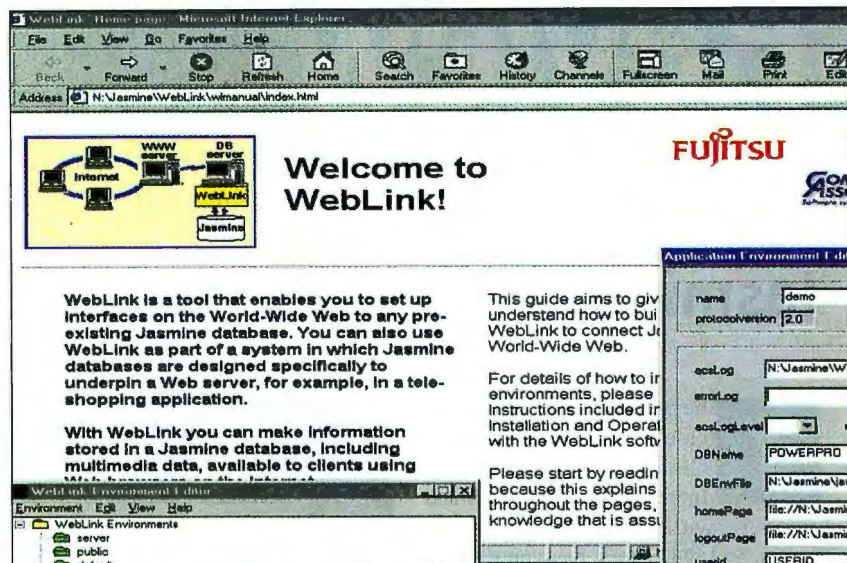 WebLink Home page Microsoft Internet Explorer
File Edit View Go Favorites Help
Back Forward Stop Refresh Home Search Favorites History Channels Fullscreen Mail Print Edit
Address N:\Jasmine\WebLink\wlmanual\index.html
Internet
WWW server
DB server
WebLink
Jasmine
Welcome to
WebLink!
FUJITSU
WebLink is a tool that enables you to set up
interfaces on the World-Wide Web to any pre-
existing Jasmine database. You can also use
WebLink as part of a system in which Jasmine
databases are designed specifically to
underpin a Web server, for example, in a tele-
shopping application.
With WebLink you can make information
stored in a Jasmine database, including
multimedia data, available to clients using
This guide aims to giv
understand how to bui
WebLink to connect
World-Wide Web.
For details of how to
environments, please
instructions included
Installation and Operat
with the WebLink softw
Please start by readin
because this explains
throughout the pages,
knowledge that is assu
Application Environment Edit
name demo
protocolversion 2.0
acsLog N:\Jasmine\W
errorLog
acsLogLevel
DBName POWERPRO
DBEnvFile N:\Jasmine\jas
homePage file://N:\Jasmi
logoutPage file://N:\Jasmi
userid USERID
WebLink Environment Editor
Environment Edit View Help
WebLink Environments
server
public